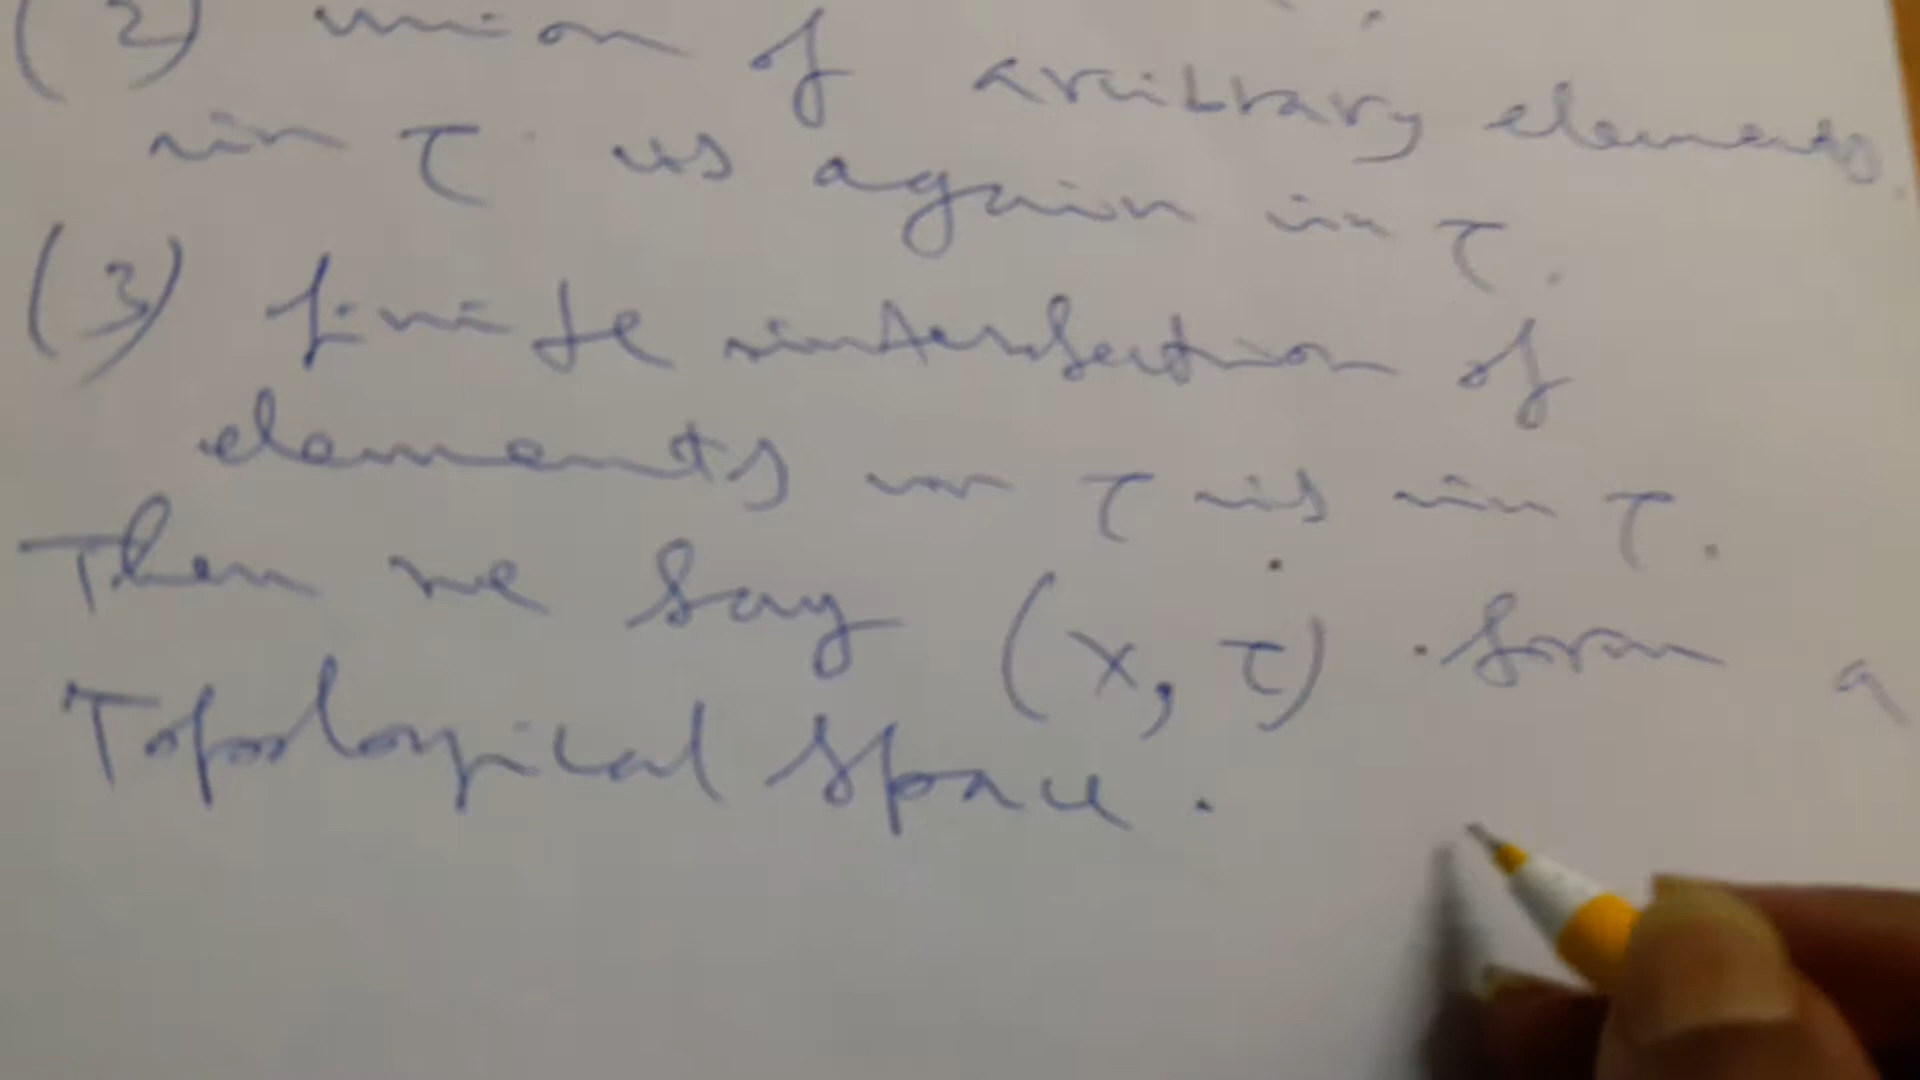 (2) union of arbitrary elements
in τ is again in τ.
(3) finite intersection of
elements in τ is in τ.
Then we say (X, τ) form a
Topological space.